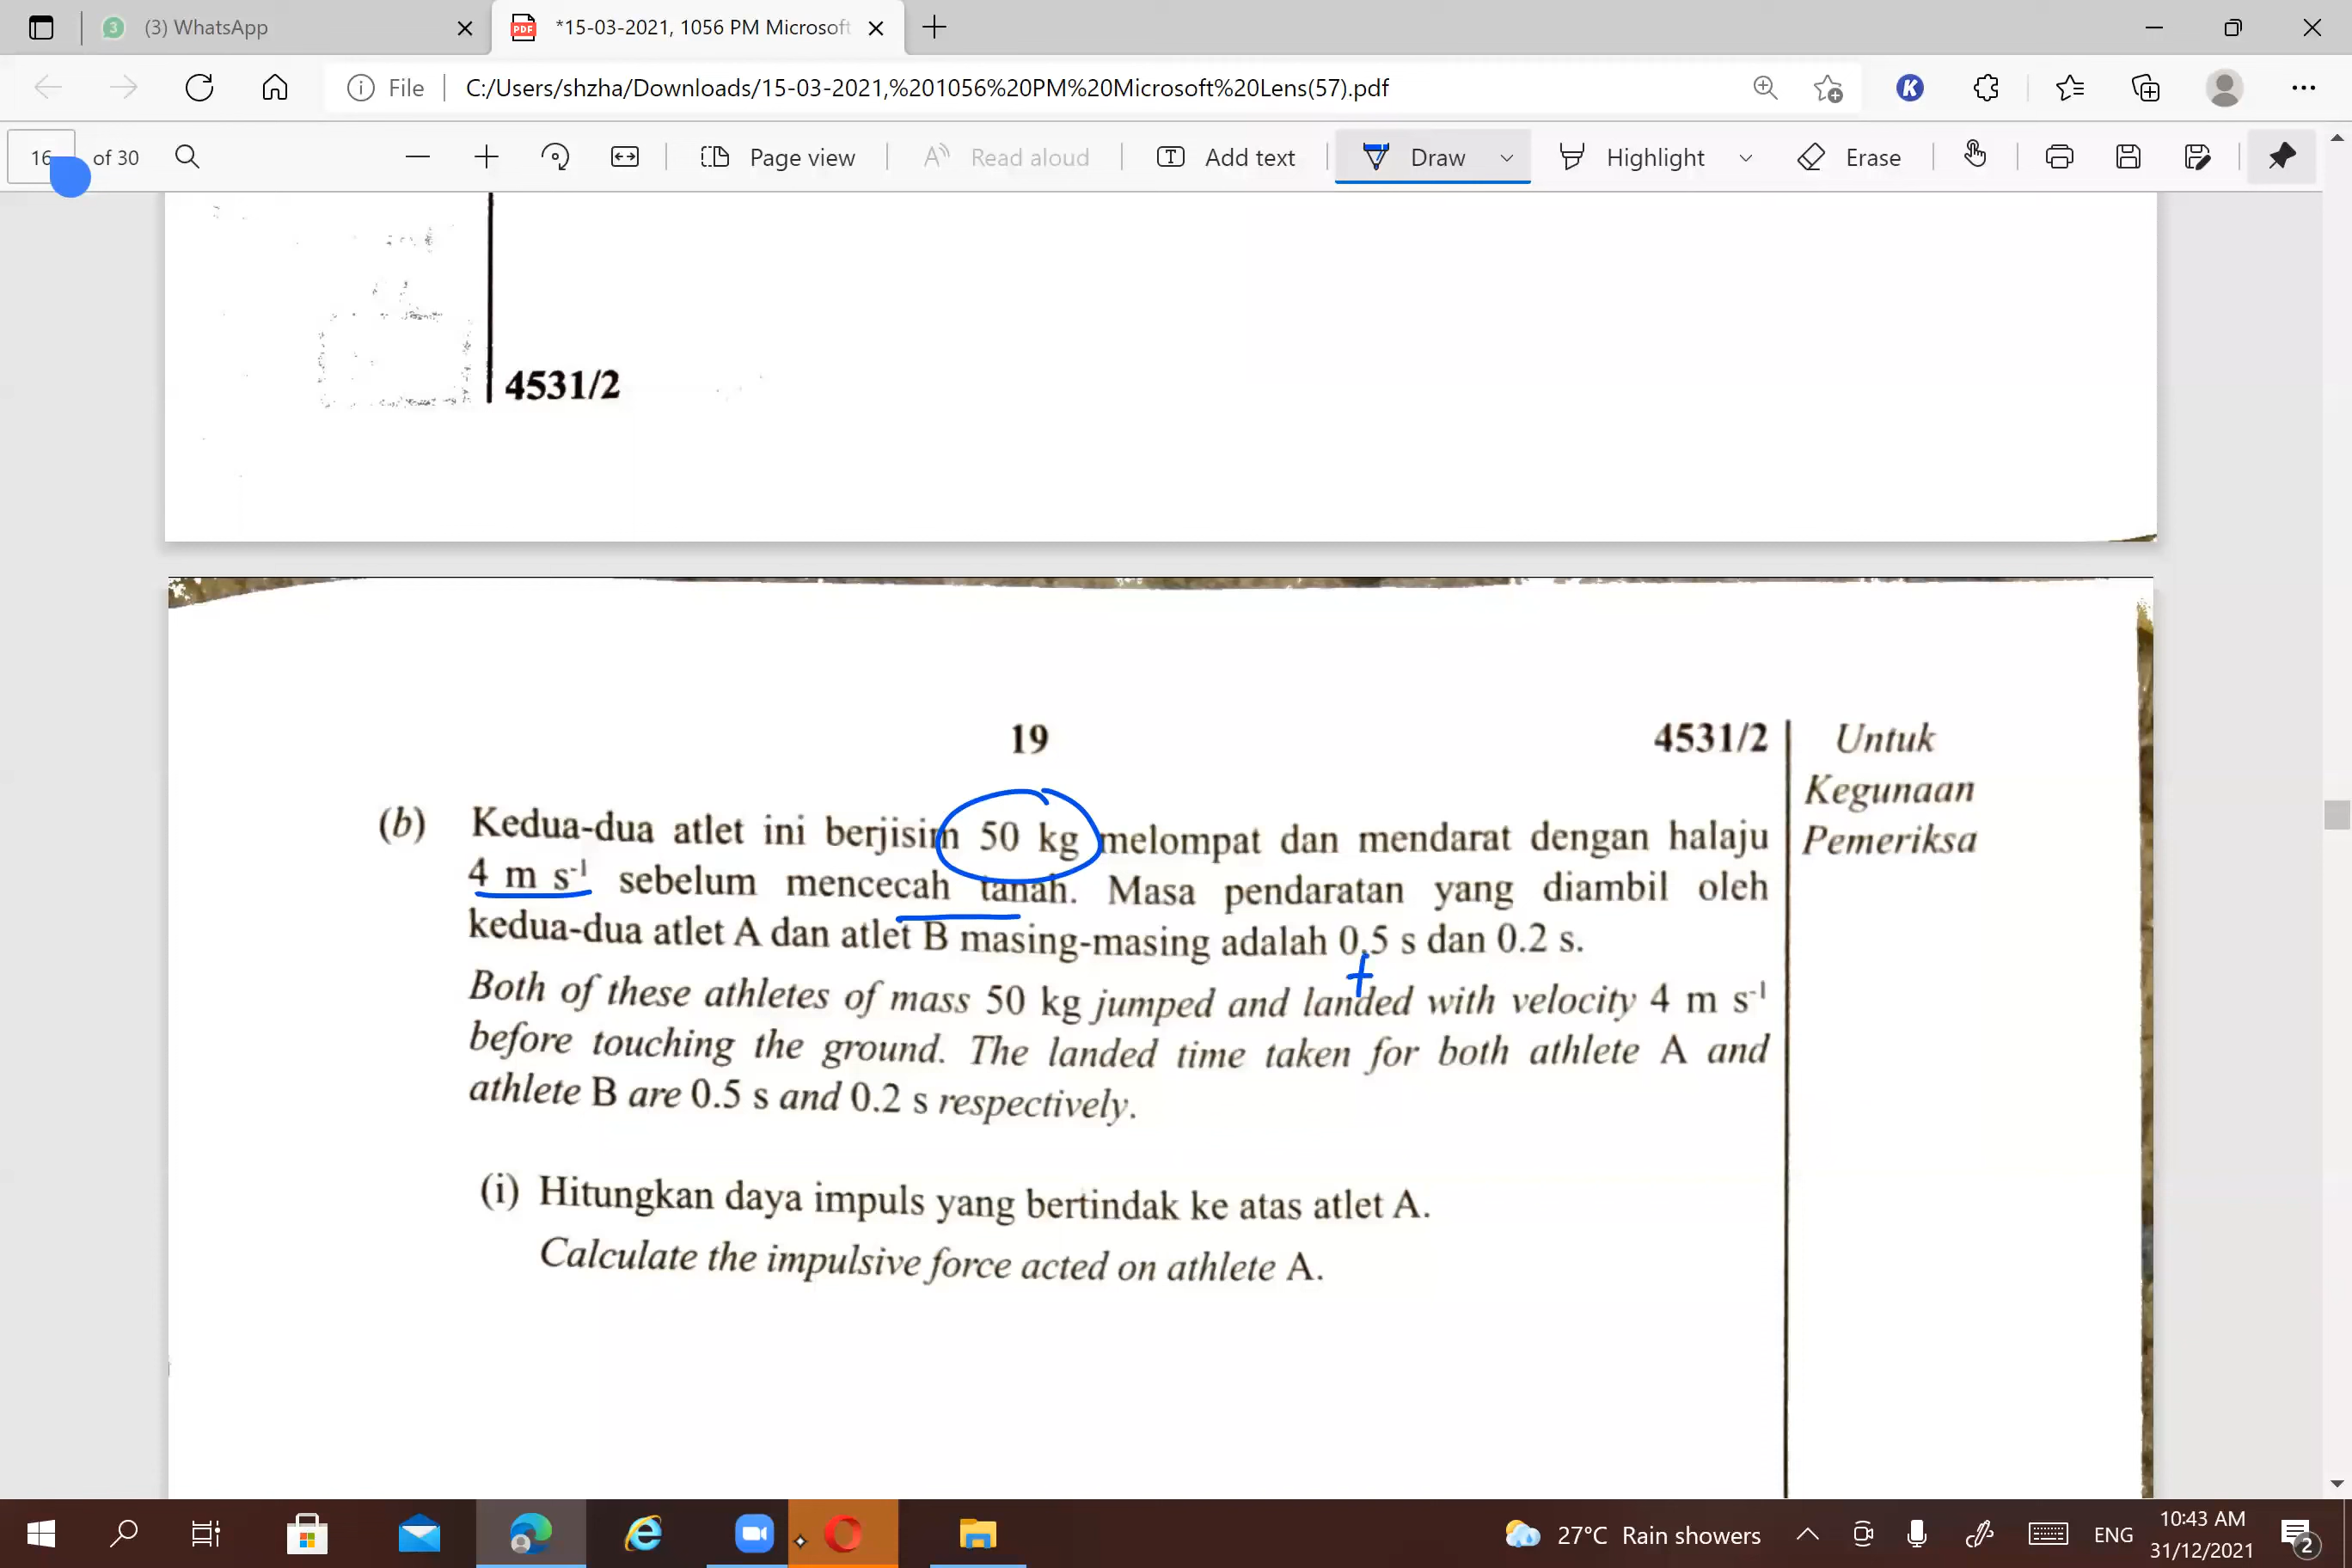 3 (3) WhatsApp
*15-03-2021, 1056 PM Microsoft
File C:/Users/shzha/Downloads/15-03-2021,%201056%20PM%20Microsoft%20Lens(57).pdf
K
16 of 30 Page view Read aloud Add text Draw Highlight Erase
4531/2
19 4531/2 Untuk
Kegunaan
Pemeriksa
(b) Kedua-dua atlet ini berjisim 50 kg melompat dan mendarat dengan halaju
4 m s⁻¹ sebelum mencecah tanah. Masa pendaratan yang diambil oleh
kedua-dua atlet A dan atlet B masing-masing adalah 0.5 s dan 0.2 s.
Both of these athletes of mass 50 kg jumped and landed with velocity 4 m s⁻¹
before touching the ground. The landed time taken for both athlete A and
athlete B are 0.5 s and 0.2 s respectively.
(i) Hitungkan daya impuls yang bertindak ke atas atlet A.
Calculate the impulsive force acted on athlete A.
27°C Rain showers ENG 10:43 AM
31/12/2021
2